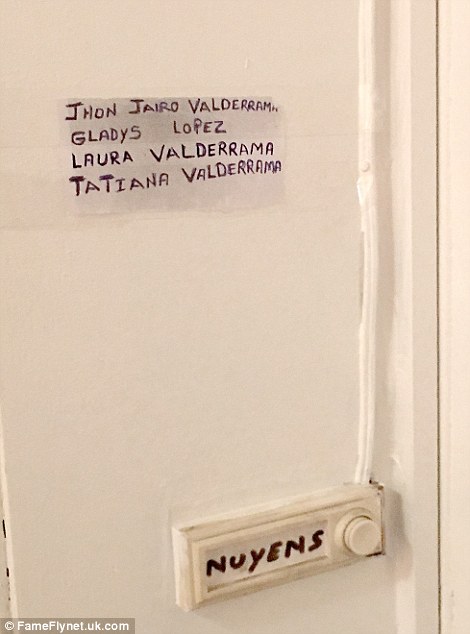 JHON JAIRO VALDERRAM..
GLADYS LOPEZ
LAURA VALDERRAMA
TATIANA VALDERRAMA
NUYENS
© FameFlynet.uk.com